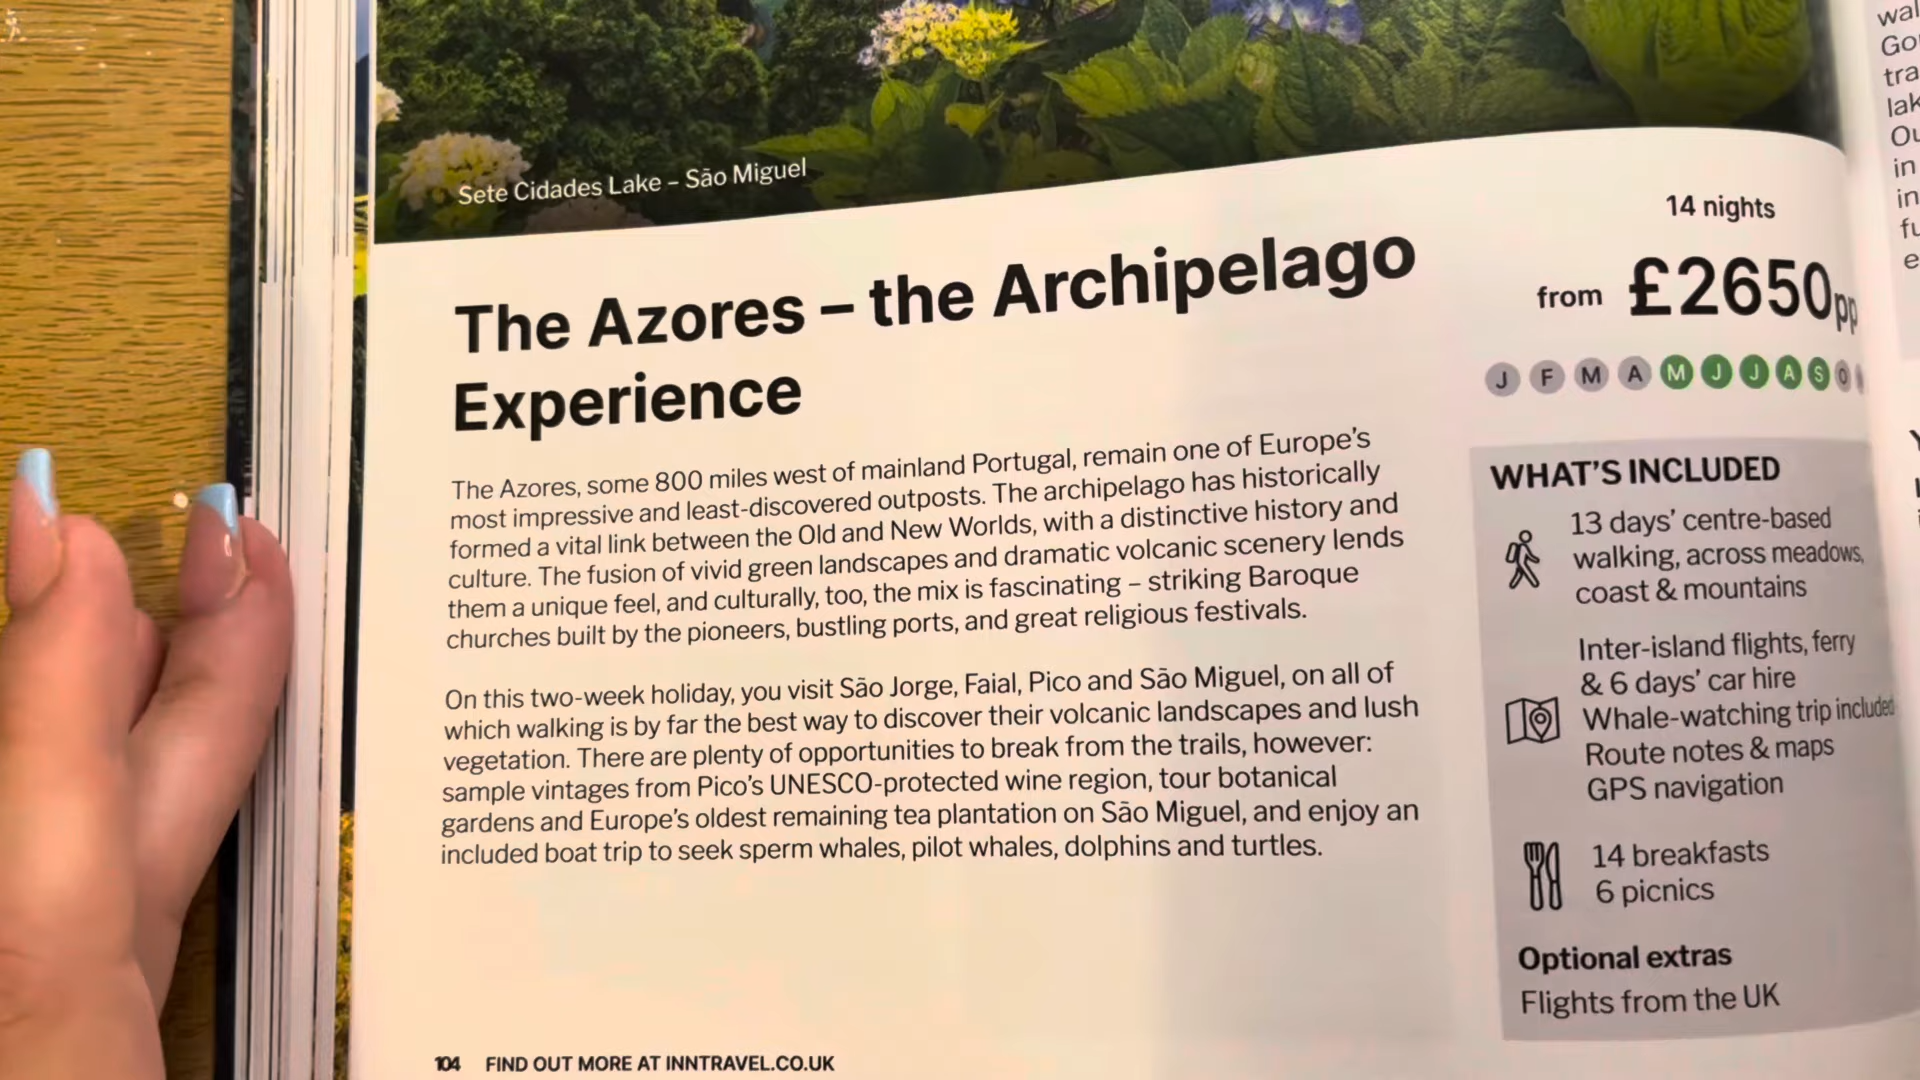 Sete Cidades Lake – São Miguel
The Azores – the Archipelago
Experience
The Azores, some 800 miles west of mainland Portugal, remain one of Europe's
most impressive and least-discovered outposts. The archipelago has historically
formed a vital link between the Old and New Worlds, with a distinctive history and
culture. The fusion of vivid green landscapes and dramatic volcanic scenery lends
them a unique feel, and culturally, too, the mix is fascinating – striking Baroque
churches built by the pioneers, bustling ports, and great religious festivals.
On this two-week holiday, you visit São Jorge, Faial, Pico and São Miguel, on all of
which walking is by far the best way to discover their volcanic landscapes and lush
vegetation. There are plenty of opportunities to break from the trails, however:
sample vintages from Pico's UNESCO-protected wine region, tour botanical
gardens and Europe's oldest remaining tea plantation on São Miguel, and enjoy an
included boat trip to seek sperm whales, pilot whales, dolphins and turtles.
14 nights
from £2650pp
J F M A M J J A S O
WHAT'S INCLUDED
13 days' centre-based
walking, across meadows,
coast & mountains
Inter-island flights, ferry
& 6 days' car hire
Whale-watching trip included
Route notes & maps
GPS navigation
14 breakfasts
6 picnics
Optional extras
Flights from the UK
104 FIND OUT MORE AT INNTRAVEL.CO.UK